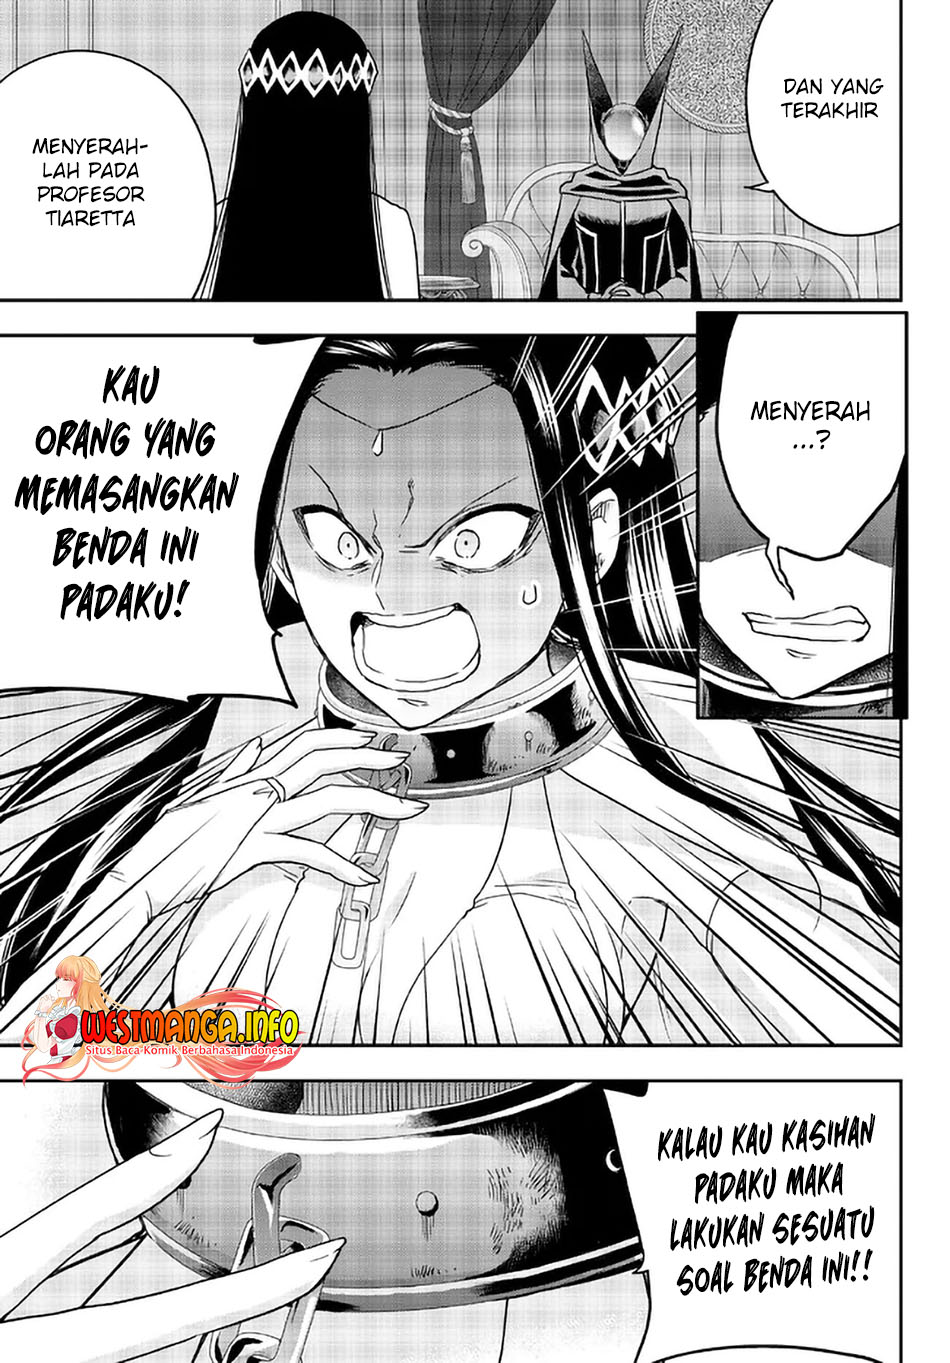 DAN YANG
TERAKHIR
MENYERAH-
LAH PADA
PROFESOR
TIARETTA
MENYERAH
...?
KAU
ORANG YANG
MEMASANGKAN
BENDA INI
PADAKU!
WESTMANGA.INFO
Situs Baca Komik Berbahasa Indonesia
KALAU KAU KASIHAN
PADAKU MAKA
LAKUKAN SESUATU
SOAL BENDA INI!!